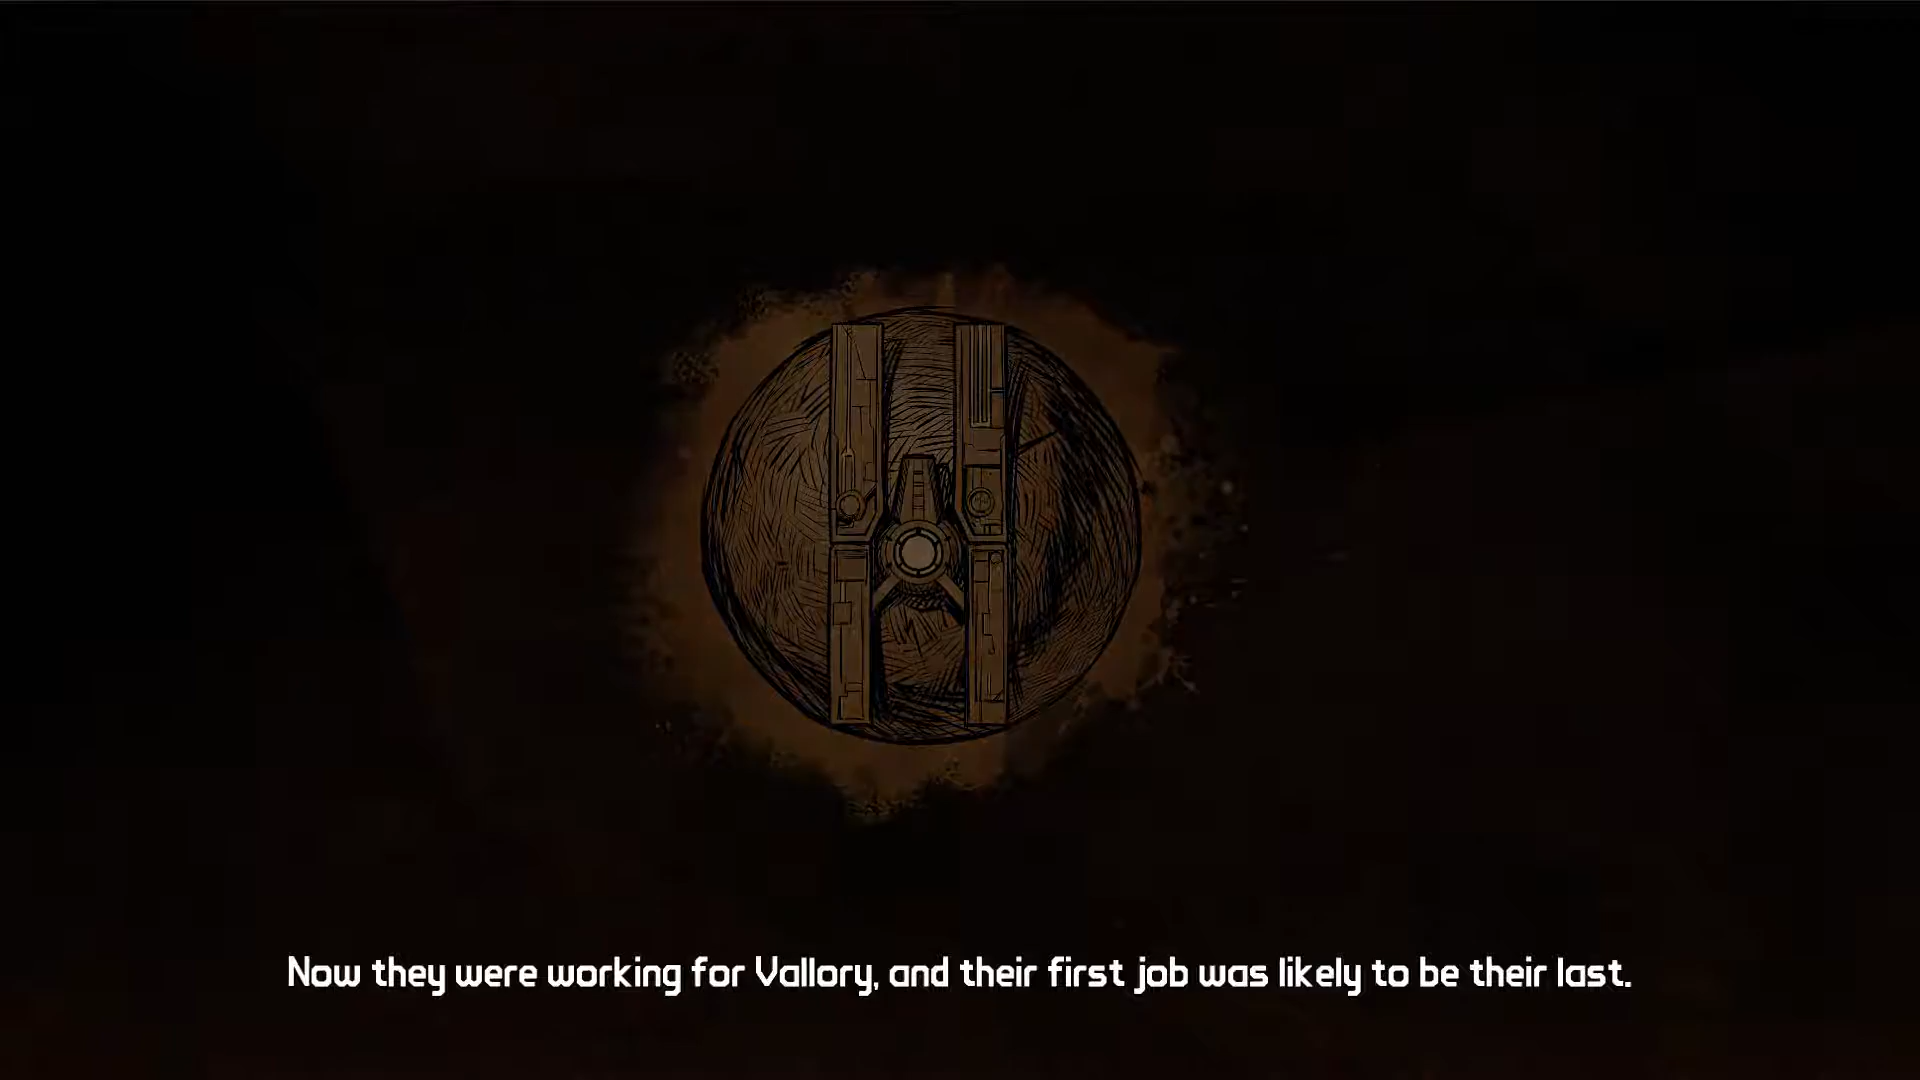 Now they were working for Vallory, and their first job was likely to be their last.